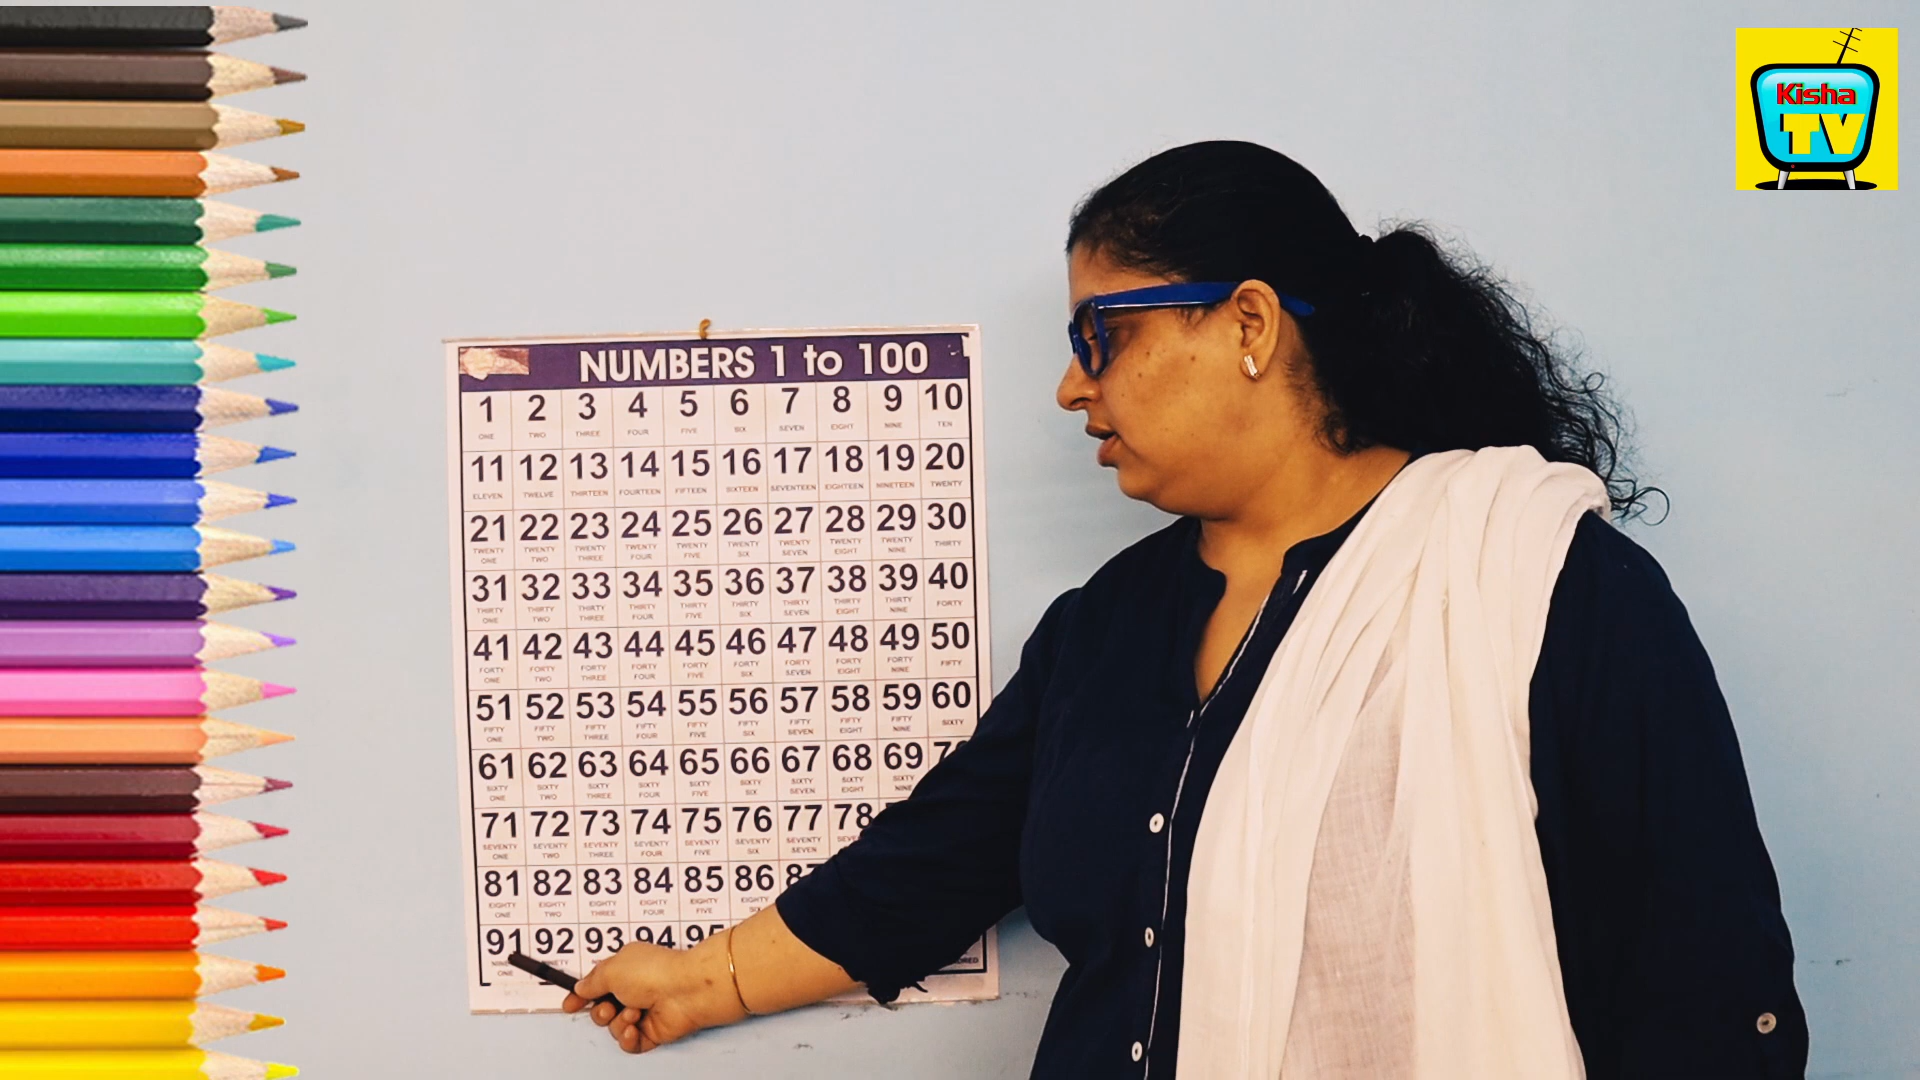 Kisha
TV
NUMBERS 1 to 100
1 2 3 4 5 6 7 8 9 10
ONE TWO THREE FOUR FIVE SIX SEVEN EIGHT NINE TEN
11 12 13 14 15 16 17 18 19 20
ELEVEN TWELVE THIRTEEN FOURTEEN FIFTEEN SIXTEEN SEVENTEEN EIGHTEEN NINETEEN TWENTY
21 22 23 24 25 26 27 28 29 30
TWENTY TWENTY TWENTY TWENTY TWENTY TWENTY TWENTY TWENTY TWENTY THIRTY
ONE TWO THREE FOUR FIVE SIX SEVEN EIGHT NINE
31 32 33 34 35 36 37 38 39 40
THIRTY THIRTY THIRTY THIRTY THIRTY THIRTY THIRTY THIRTY THIRTY FORTY
ONE TWO THREE FOUR FIVE SIX SEVEN EIGHT NINE
41 42 43 44 45 46 47 48 49 50
FORTY FORTY FORTY FORTY FORTY FORTY FORTY FORTY FORTY FIFTY
ONE TWO THREE FOUR FIVE SIX SEVEN EIGHT NINE
51 52 53 54 55 56 57 58 59 60
FIFTY FIFTY FIFTY FIFTY FIFTY FIFTY FIFTY FIFTY FIFTY SIXTY
ONE TWO THREE FOUR FIVE SIX SEVEN EIGHT NINE
61 62 63 64 65 66 67 68 69
SIXTY SIXTY SIXTY SIXTY SIXTY SIXTY SIXTY SIXTY SIXTY
ONE TWO THREE FOUR FIVE SIX SEVEN EIGHT
71 72 73 74 75 76 77 78
SEVENTY SEVENTY SEVENTY SEVENTY SEVENTY SEVENTY SEVENTY
ONE TWO THREE FOUR FIVE SIX SEVEN
81 82 83 84 85 86
EIGHTY EIGHTY EIGHTY EIGHTY EIGHTY EIGHTY
ONE TWO THREE FOUR FIVE
91 92 93 94 95
ONE